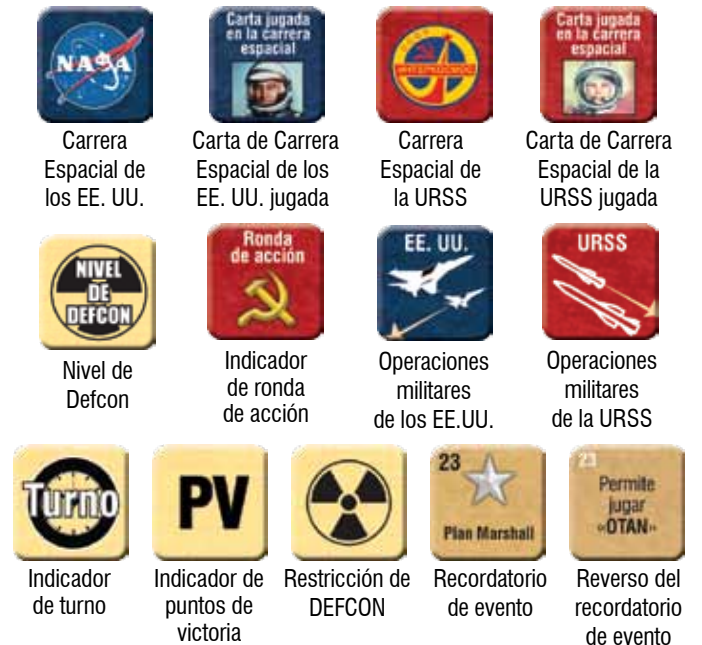 NASA
Carta jugada
en la carrera
espacial
ИНТЕРКОСМОС
Carta jugada
en la carrera
espacial
Carrera
Espacial de
los EE. UU.
Carta de Carrera
Espacial de los
EE. UU. jugada
Carrera
Espacial de
la URSS
Carta de Carrera
Espacial de la
URSS jugada
NIVEL
DE
DEFCON
Ronda
de acción
EE. UU.
URSS
Nivel de
Defcon
Indicador
de ronda
de acción
Operaciones
militares
de los EE.UU.
Operaciones
militares
de la URSS
Turno
PV
23
Plan Marshall
23
Permite
jugar
«OTAN»
Indicador
de turno
Indicador de
puntos de
victoria
Restricción de
DEFCON
Recordatorio
de evento
Reverso del
recordatorio
de evento